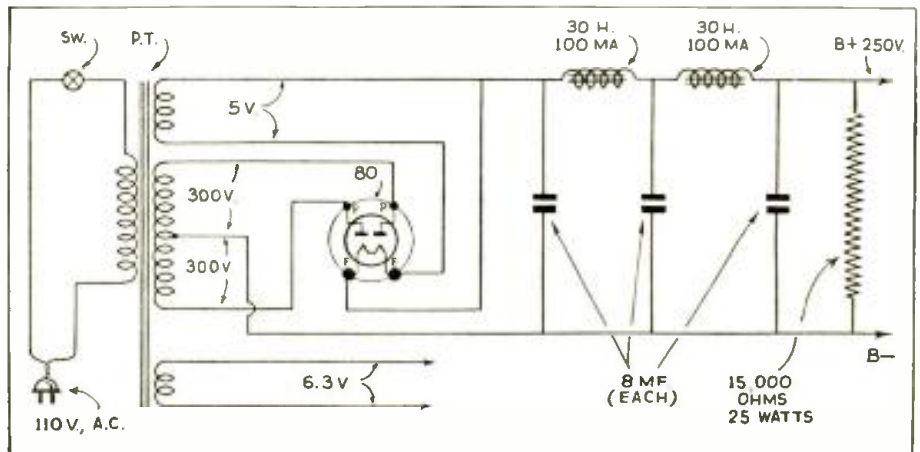 SW.
P.T.
30 H.
100 MA
30 H.
100 MA
B+ 250V.
5 V.
80
P
P
300V
300V
F
F
6.3 V
8 MF
(EACH)
15,000
OHMS
25 WATTS
B—
110 V., A.C.